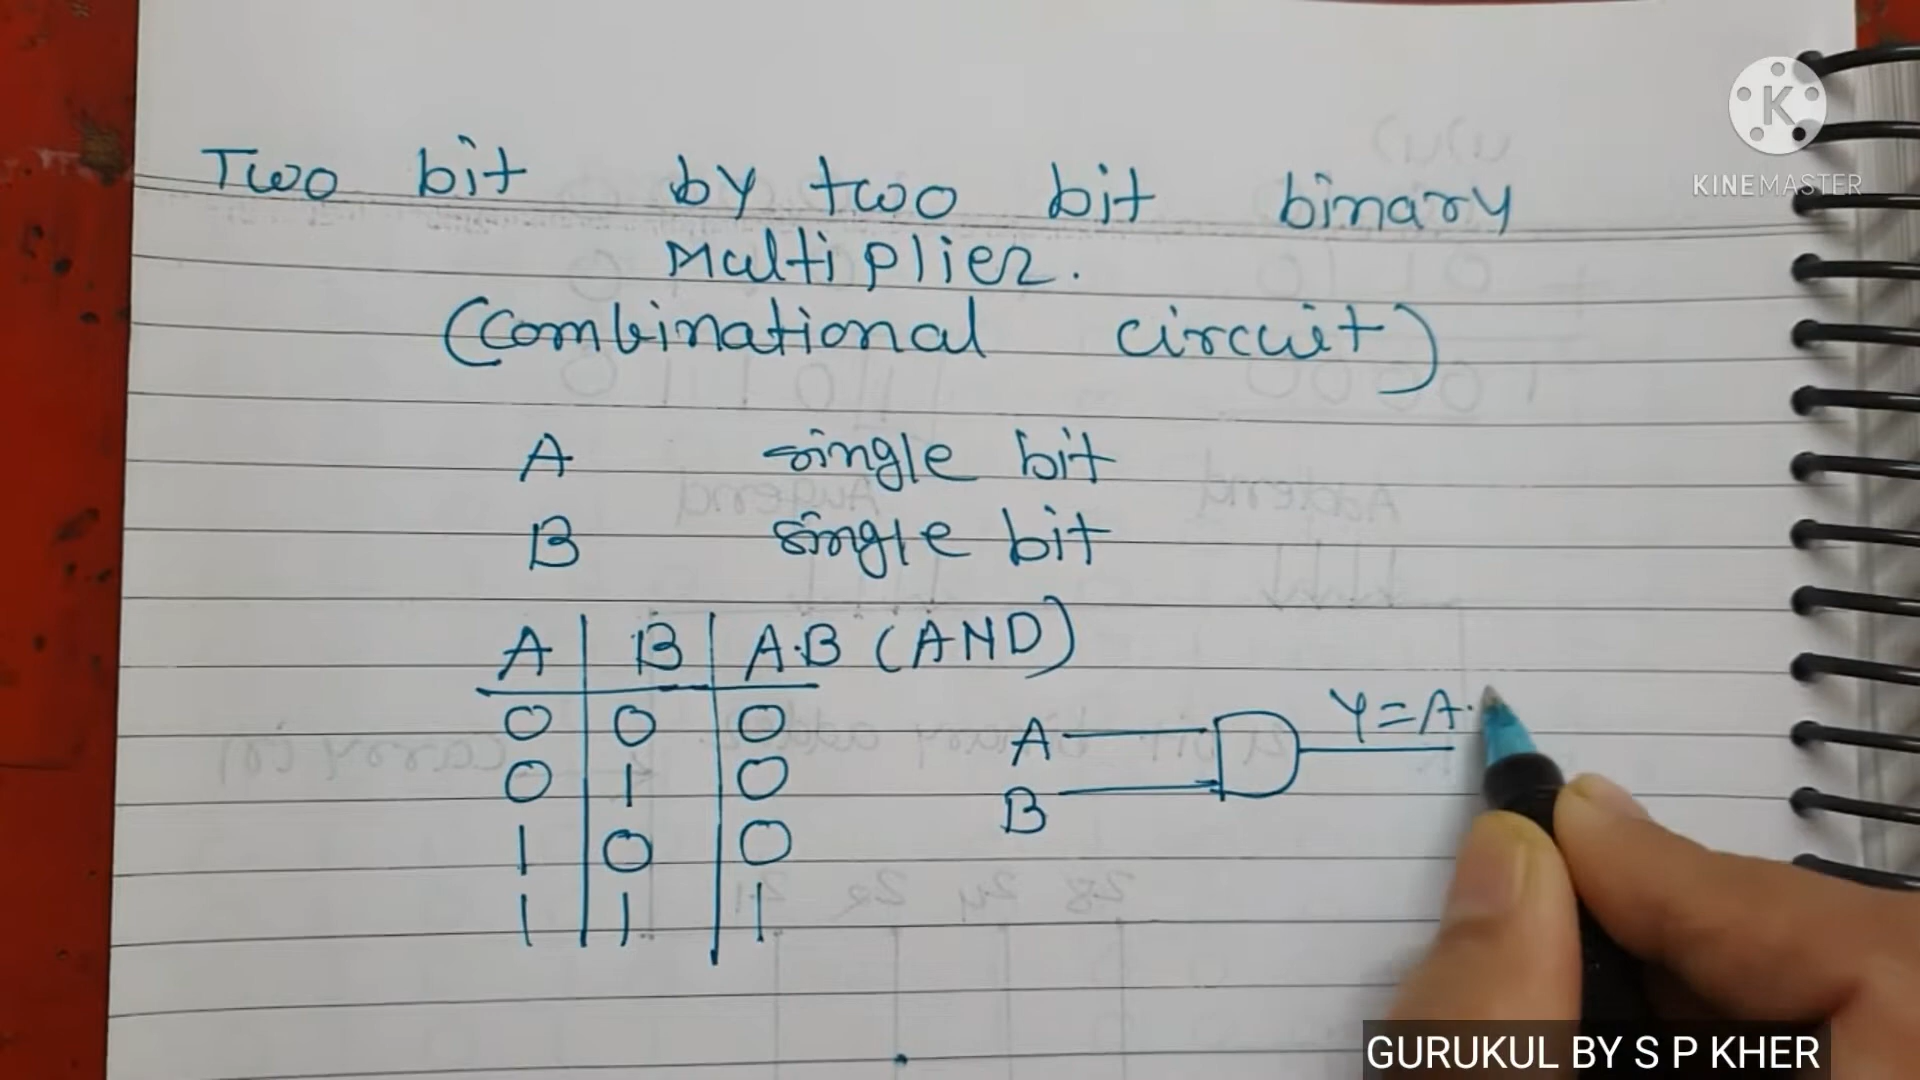 Two bit by two bit binary
Multiplier.
(combinational circuit)
A single bit
B single bit
A B A.B (AND)
0 0 0
0 1 0
1 0 0
1 1 1
A
B
Y=A.
KINEMASTER
GURUKUL BY S P KHER